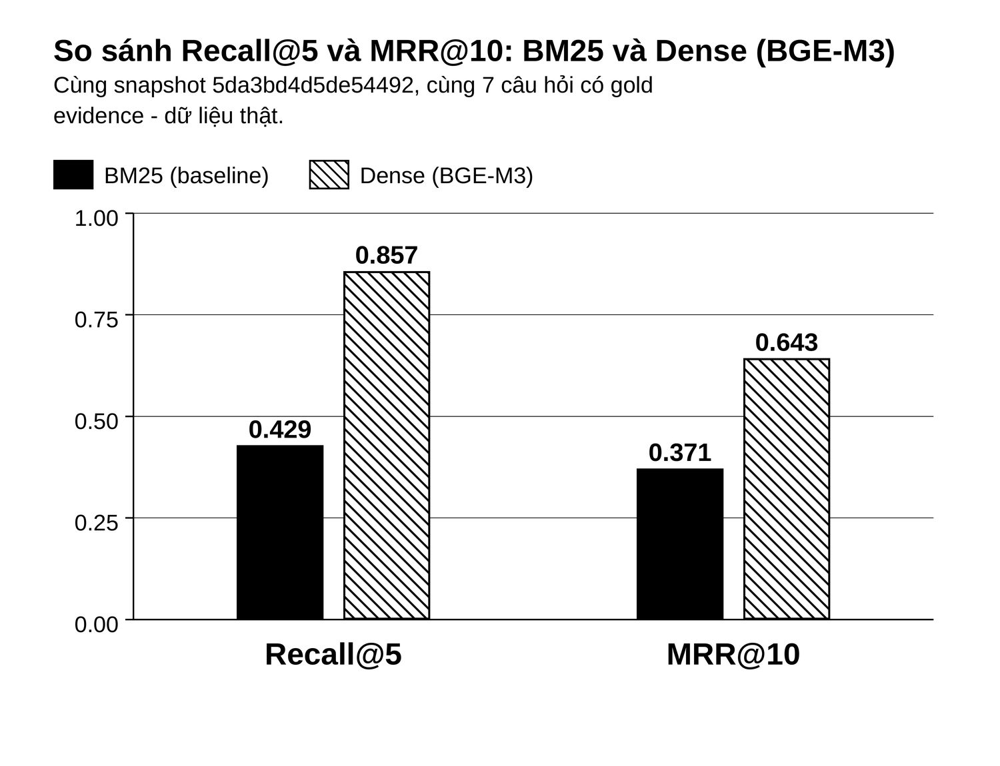 So sánh Recall@5 và MRR@10: BM25 và Dense (BGE-M3)
Cùng snapshot 5da3bd4d5de54492, cùng 7 câu hỏi có gold
evidence - dữ liệu thật.
BM25 (baseline) Dense (BGE-M3)
1.00
0.857
0.75
0.643
0.50
0.429
0.371
0.25
0.00
Recall@5 MRR@10